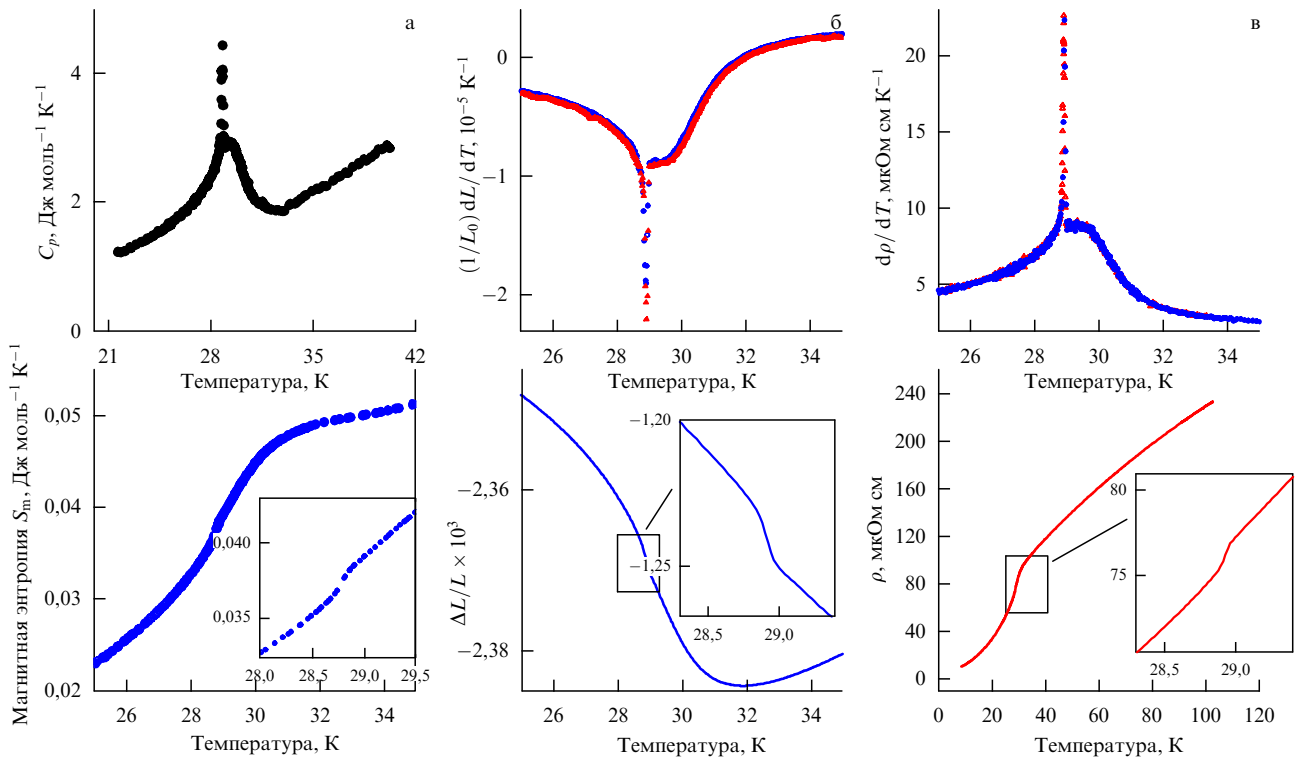 а
C_p, Дж моль⁻¹ К⁻¹
4
2
0
21 28 35 42
Температура, К
б
(1/L₀) dL/dT, 10⁻⁵ К⁻¹
0
−1
−2
26 28 30 32 34
Температура, К
в
dρ/dT, мкОм см К⁻¹
20
15
10
5
26 28 30 32 34
Температура, К
Магнитная энтропия Sₘ, Дж моль⁻¹ К⁻¹
0,05
0,04
0,03
0,02
26 28 30 32 34
Температура, К
0,040
0,035
28,0 28,5 29,0 29,5
ΔL/L × 10³
−2,36
−2,38
26 28 30 32 34
Температура, К
−1,20
−1,25
28,5 29,0
ρ, мкОм см
240
200
160
120
80
40
0
0 20 40 60 80 100 120
Температура, К
80
75
28,5 29,0